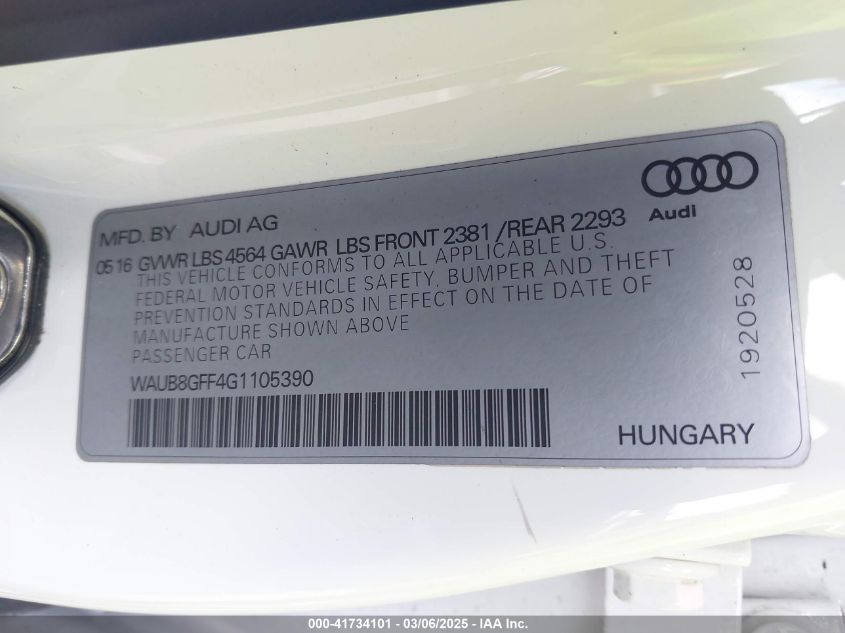 Audi
MFD. BY AUDI AG
05 16 GVWR LBS 4564 GAWR LBS FRONT 2381 /REAR 2293
THIS VEHICLE CONFORMS TO ALL APPLICABLE U.S.
FEDERAL MOTOR VEHICLE SAFETY, BUMPER AND THEFT
PREVENTION STANDARDS IN EFFECT ON THE DATE OF
MANUFACTURE SHOWN ABOVE
PASSENGER CAR
WAUB8GFF4G1105390
HUNGARY
1920528
000-41734101 - 03/06/2025 - IAA Inc.